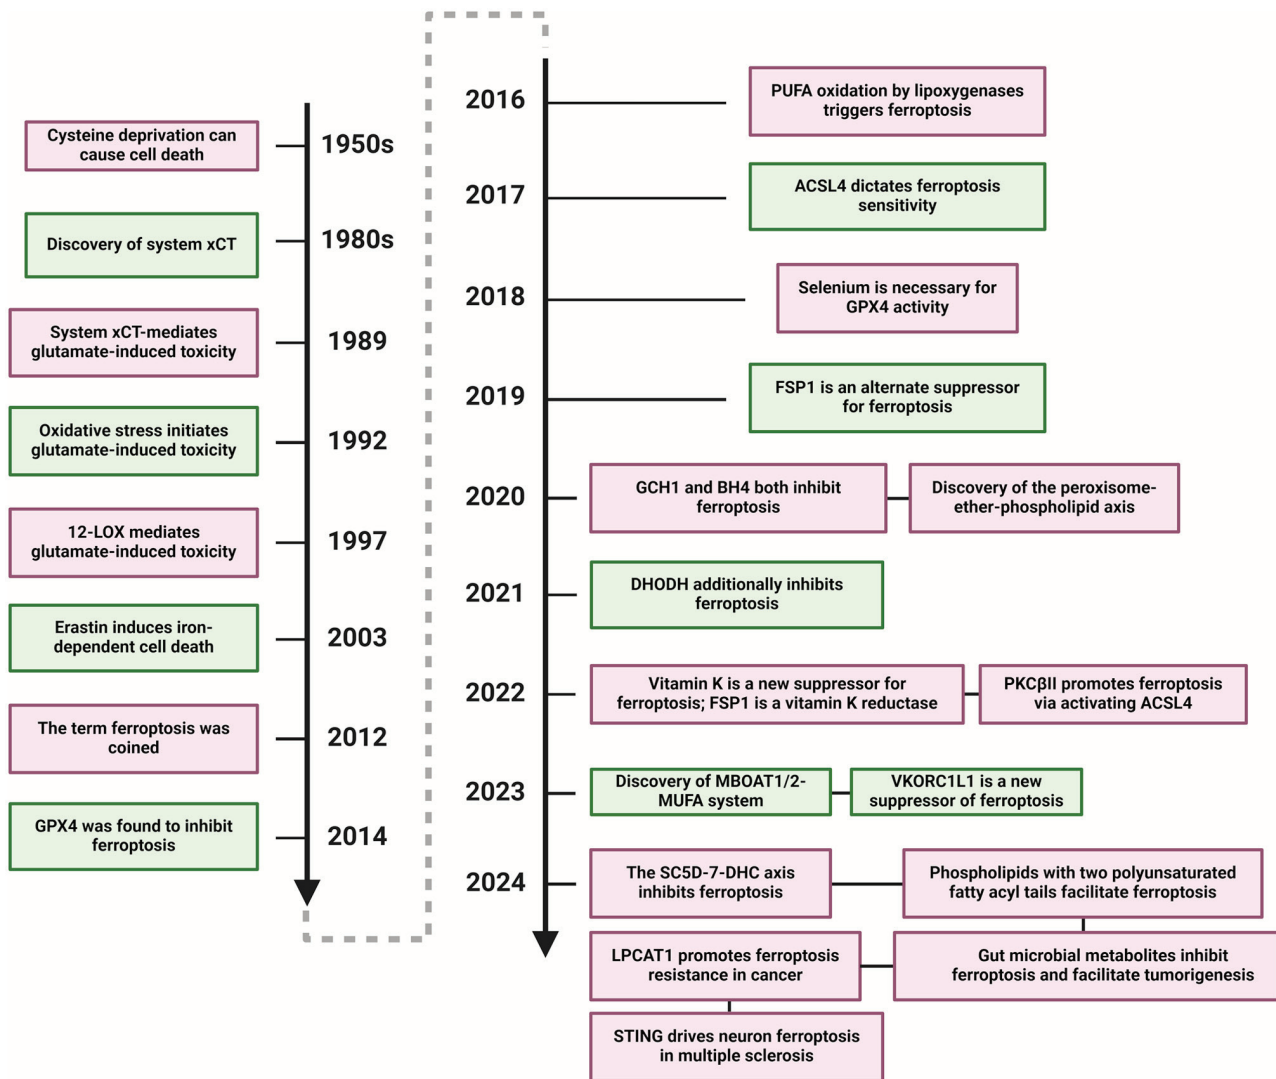 Cysteine deprivation can
cause cell death
1950s
Discovery of system xCT
1980s
System xCT-mediates
glutamate-induced toxicity
1989
Oxidative stress initiates
glutamate-induced toxicity
1992
12-LOX mediates
glutamate-induced toxicity
1997
Erastin induces iron-
dependent cell death
2003
The term ferroptosis was
coined
2012
GPX4 was found to inhibit
ferroptosis
2014
2016
PUFA oxidation by lipoxygenases
triggers ferroptosis
2017
ACSL4 dictates ferroptosis
sensitivity
2018
Selenium is necessary for
GPX4 activity
2019
FSP1 is an alternate suppressor
for ferroptosis
2020
GCH1 and BH4 both inhibit
ferroptosis
Discovery of the peroxisome-
ether-phospholipid axis
2021
DHODH additionally inhibits
ferroptosis
2022
Vitamin K is a new suppressor for
ferroptosis; FSP1 is a vitamin K reductase
PKCβII promotes ferroptosis
via activating ACSL4
2023
Discovery of MBOAT1/2-
MUFA system
VKORC1L1 is a new
suppressor of ferroptosis
2024
The SC5D-7-DHC axis
inhibits ferroptosis
Phospholipids with two polyunsaturated
fatty acyl tails facilitate ferroptosis
LPCAT1 promotes ferroptosis
resistance in cancer
Gut microbial metabolites inhibit
ferroptosis and facilitate tumorigenesis
STING drives neuron ferroptosis
in multiple sclerosis